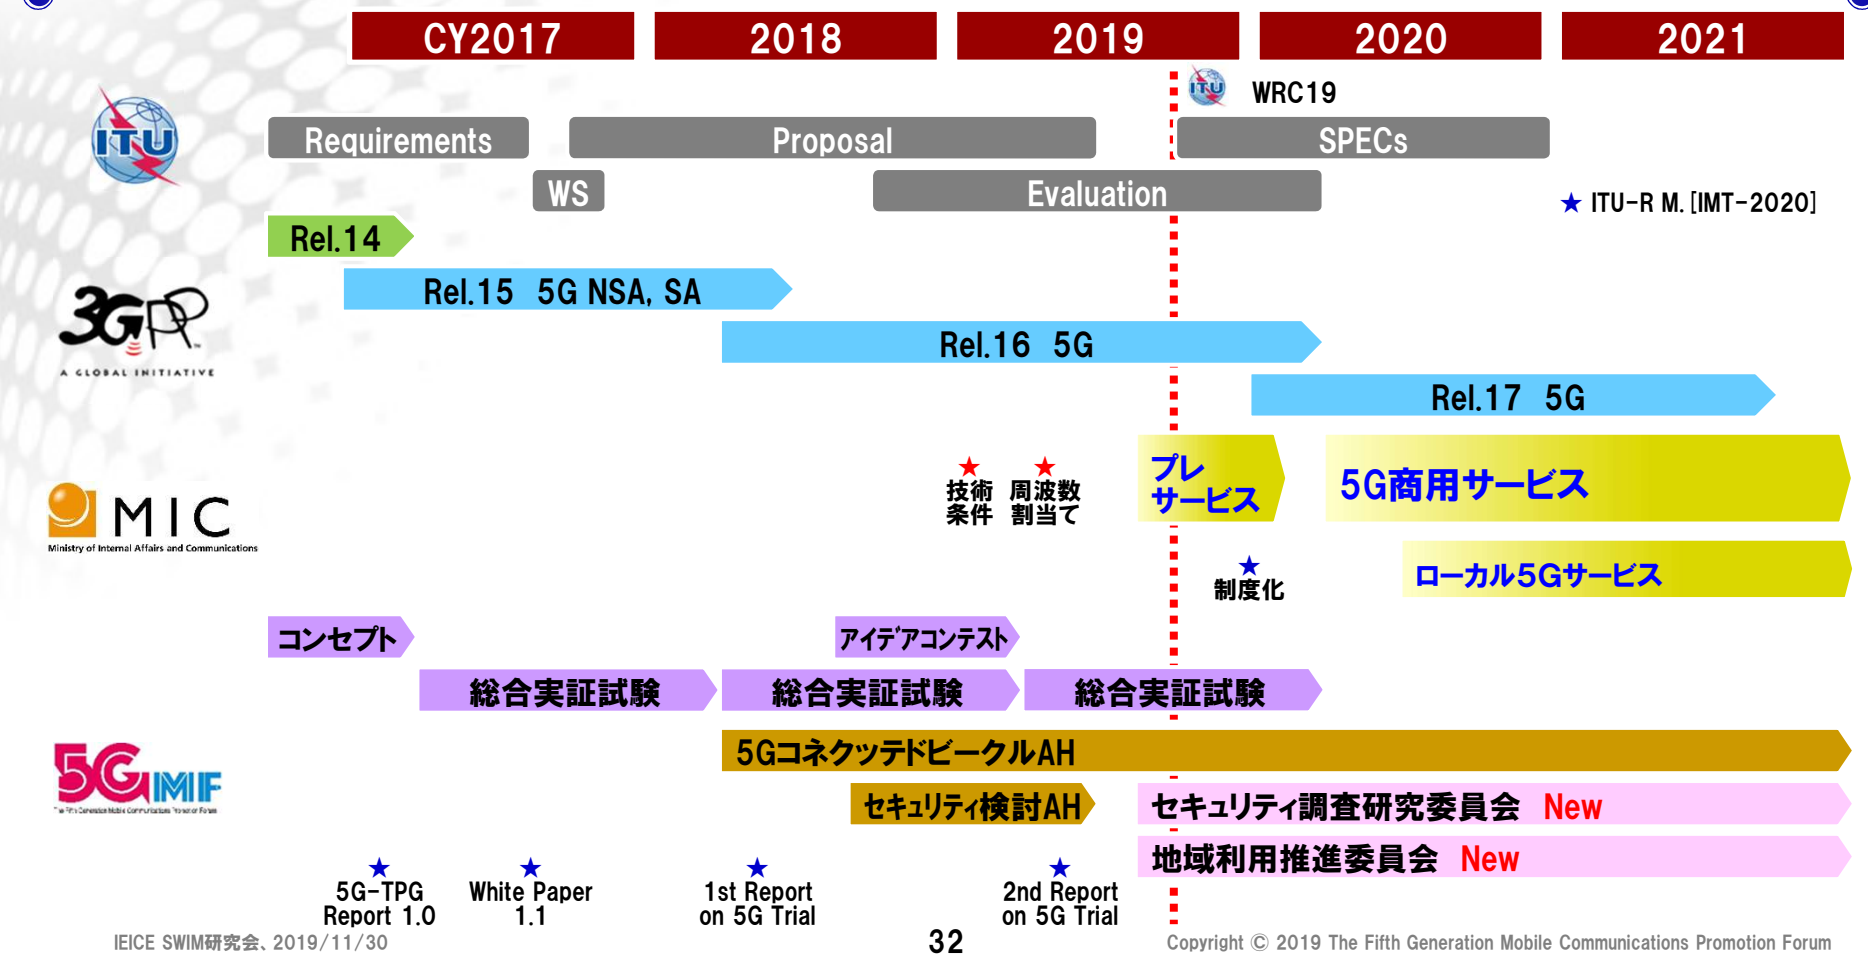 CY2017
2018
2019
2020
2021
ITU
ITU
WRC19
Requirements
Proposal
SPECs
WS
Evaluation
★ ITU-R M.[IMT-2020]
Rel.14
Rel.15 5G NSA, SA
3GPP
A GLOBAL INITIATIVE
Rel.16 5G
Rel.17 5G
MIC
Ministry of Internal Affairs and Communications
★
技術
条件
★
周波数
割当て
プレ
サービス
5G商用サービス
★
制度化
ローカル5Gサービス
コンセプト
アイデアコンテスト
総合実証試験
総合実証試験
総合実証試験
5GMF
The Fifth Generation Mobile Communications Promotion Forum
5GコネクッテドビークルAH
セキュリティ検討AH
セキュリティ調査研究委員会 New
地域利用推進委員会 New
★
5G-TPG
Report 1.0
★
White Paper
1.1
★
1st Report
on 5G Trial
★
2nd Report
on 5G Trial
IEICE SWIM研究会、2019/11/30
32
Copyright © 2019 The Fifth Generation Mobile Communications Promotion Forum